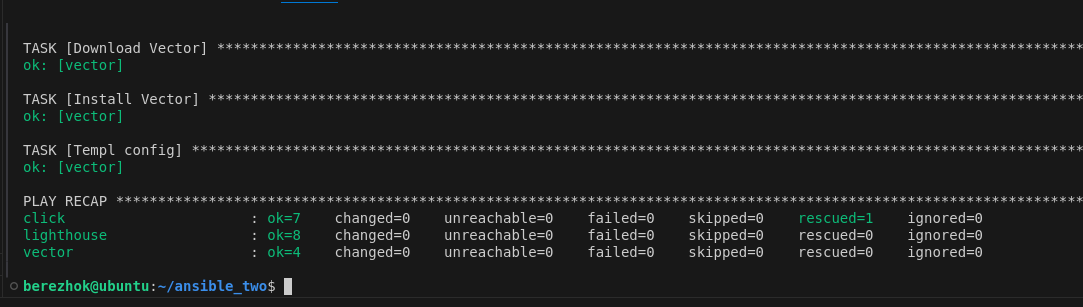 TASK [Download Vector] *******************************************************************************************************
ok: [vector]
TASK [Install Vector] ********************************************************************************************************
ok: [vector]
TASK [Templ config] **********************************************************************************************************
ok: [vector]
PLAY RECAP *******************************************************************************************************************
click : ok=7 changed=0 unreachable=0 failed=0 skipped=0 rescued=1 ignored=0
lighthouse : ok=8 changed=0 unreachable=0 failed=0 skipped=0 rescued=0 ignored=0
vector : ok=4 changed=0 unreachable=0 failed=0 skipped=0 rescued=0 ignored=0
berezhok@ubuntu:~/ansible_two$